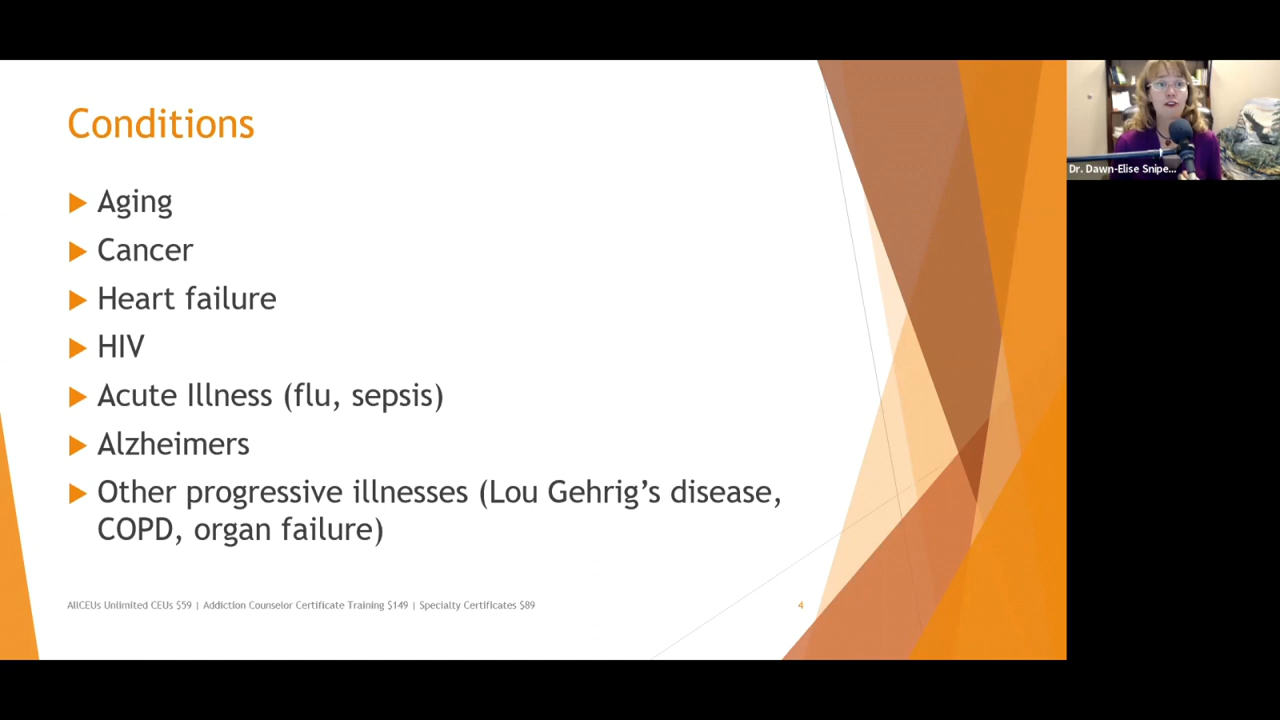 Conditions
Aging
Cancer
Heart failure
HIV
Acute Illness (flu, sepsis)
Alzheimers
Other progressive illnesses (Lou Gehrig’s disease,
COPD, organ failure)
AllCEUs Unlimited CEUs $59 | Addiction Counselor Certificate Training $149 | Specialty Certificates $89
4
Dr. Dawn-Elise Snipe...